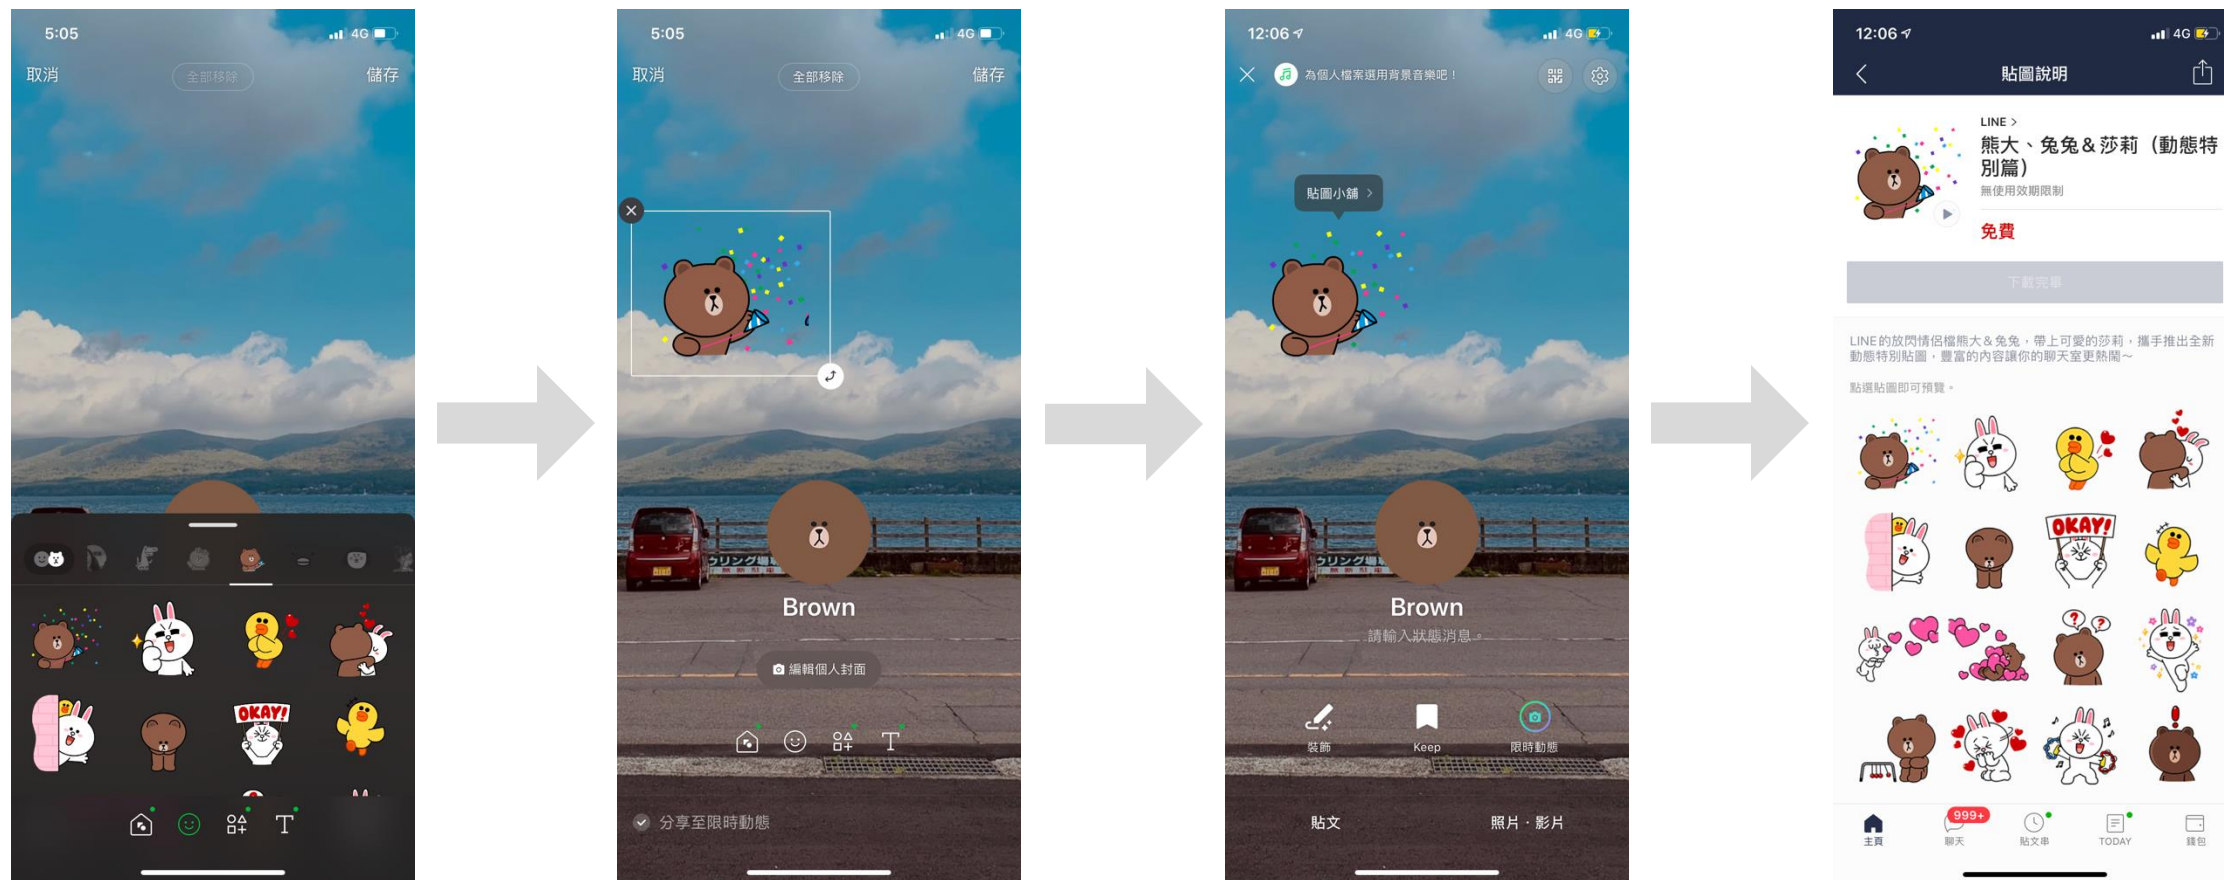 5:05
4G
取消
全部移除
儲存
OKAY!
T
5:05
4G
取消
全部移除
儲存
Brown
編輯個人封面
T
分享至限時動態
12:06
4G
為個人檔案選用背景音樂吧！
貼圖小舖 >
Brown
請輸入狀態消息。
裝飾
Keep
限時動態
貼文
照片・影片
12:06
4G
貼圖說明
LINE >
熊大、兔兔&莎莉（動態特
別篇）
無使用效期限制
免費
下載完畢
LINE的放閃情侶檔熊大&兔兔，帶上可愛的莎莉，攜手推出全新
動態特別貼圖，豐富的內容讓你的聊天室更熱鬧～
點選貼圖即可預覽。
OKAY!
999+
主頁
聊天
貼文串
TODAY
錢包